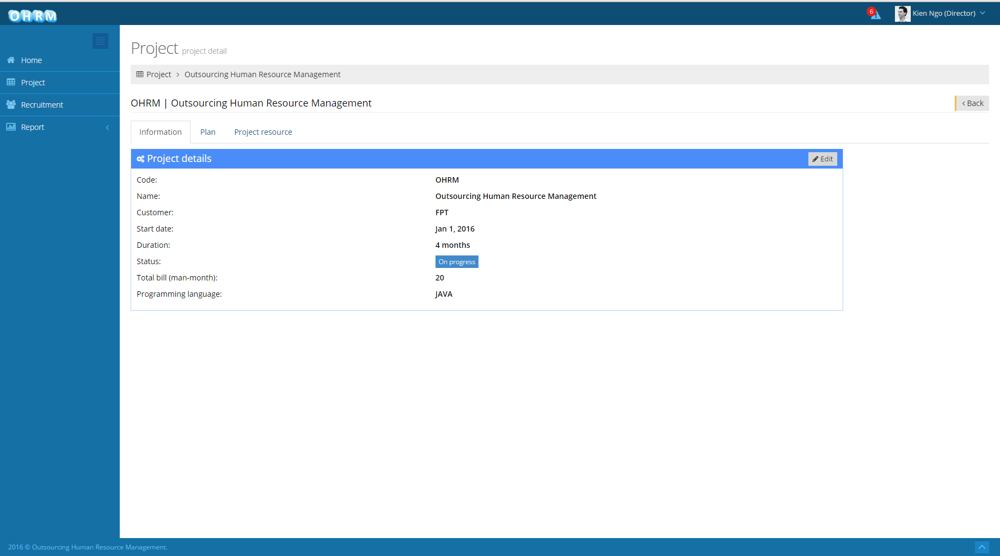 OHRM
6
Kien Ngo (Director)
Home
Project
Recruitment
Report
Project project detail
Project > Outsourcing Human Resource Management
OHRM | Outsourcing Human Resource Management
‹ Back
Information Plan Project resource
Project details
Edit
Code: OHRM
Name: Outsourcing Human Resource Management
Customer: FPT
Start date: Jan 1, 2016
Duration: 4 months
Status: On progress
Total bill (man-month): 20
Programming language: JAVA
2016 © Outsourcing Human Resource Management.